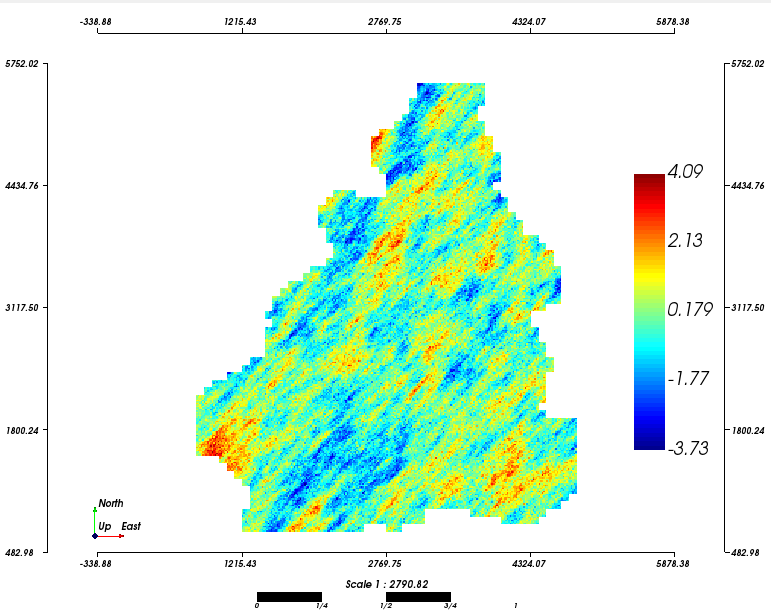 -338.88 1215.43 2769.75 4324.07 5878.38
5752.02 5752.02
4.09
4434.76 4434.76
2.13
0.179
3117.50 3117.50
-1.77
1800.24 1800.24
-3.73
North
Up East
482.98 482.98
-338.88 1215.43 2769.75 4324.07 5878.38
Scale 1 : 2790.82
0 1/4 1/2 3/4 1